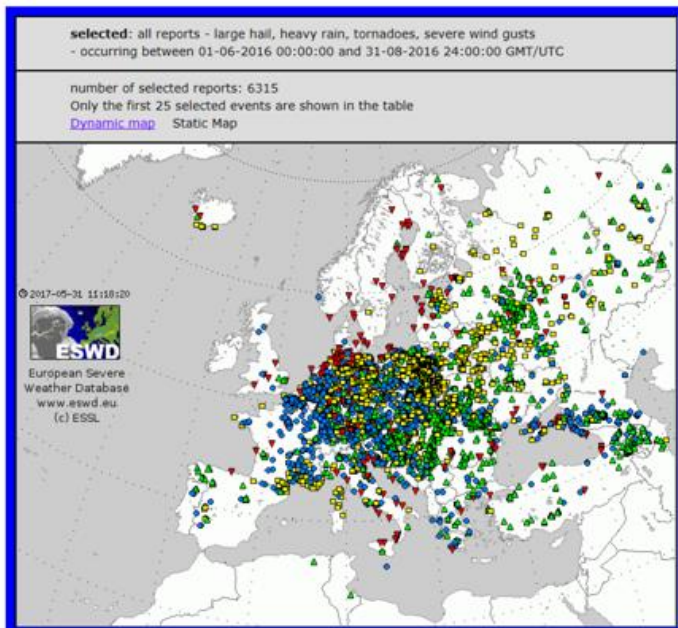 selected: all reports - large hail, heavy rain, tornadoes, severe wind gusts
- occurring between 01-06-2016 00:00:00 and 31-08-2016 24:00:00 GMT/UTC
number of selected reports: 6315
Only the first 25 selected events are shown in the table
Dynamic map Static Map
2017-05-31 11:18:20
ESWD
European Severe
Weather Database
www.eswd.eu
(c) ESSL